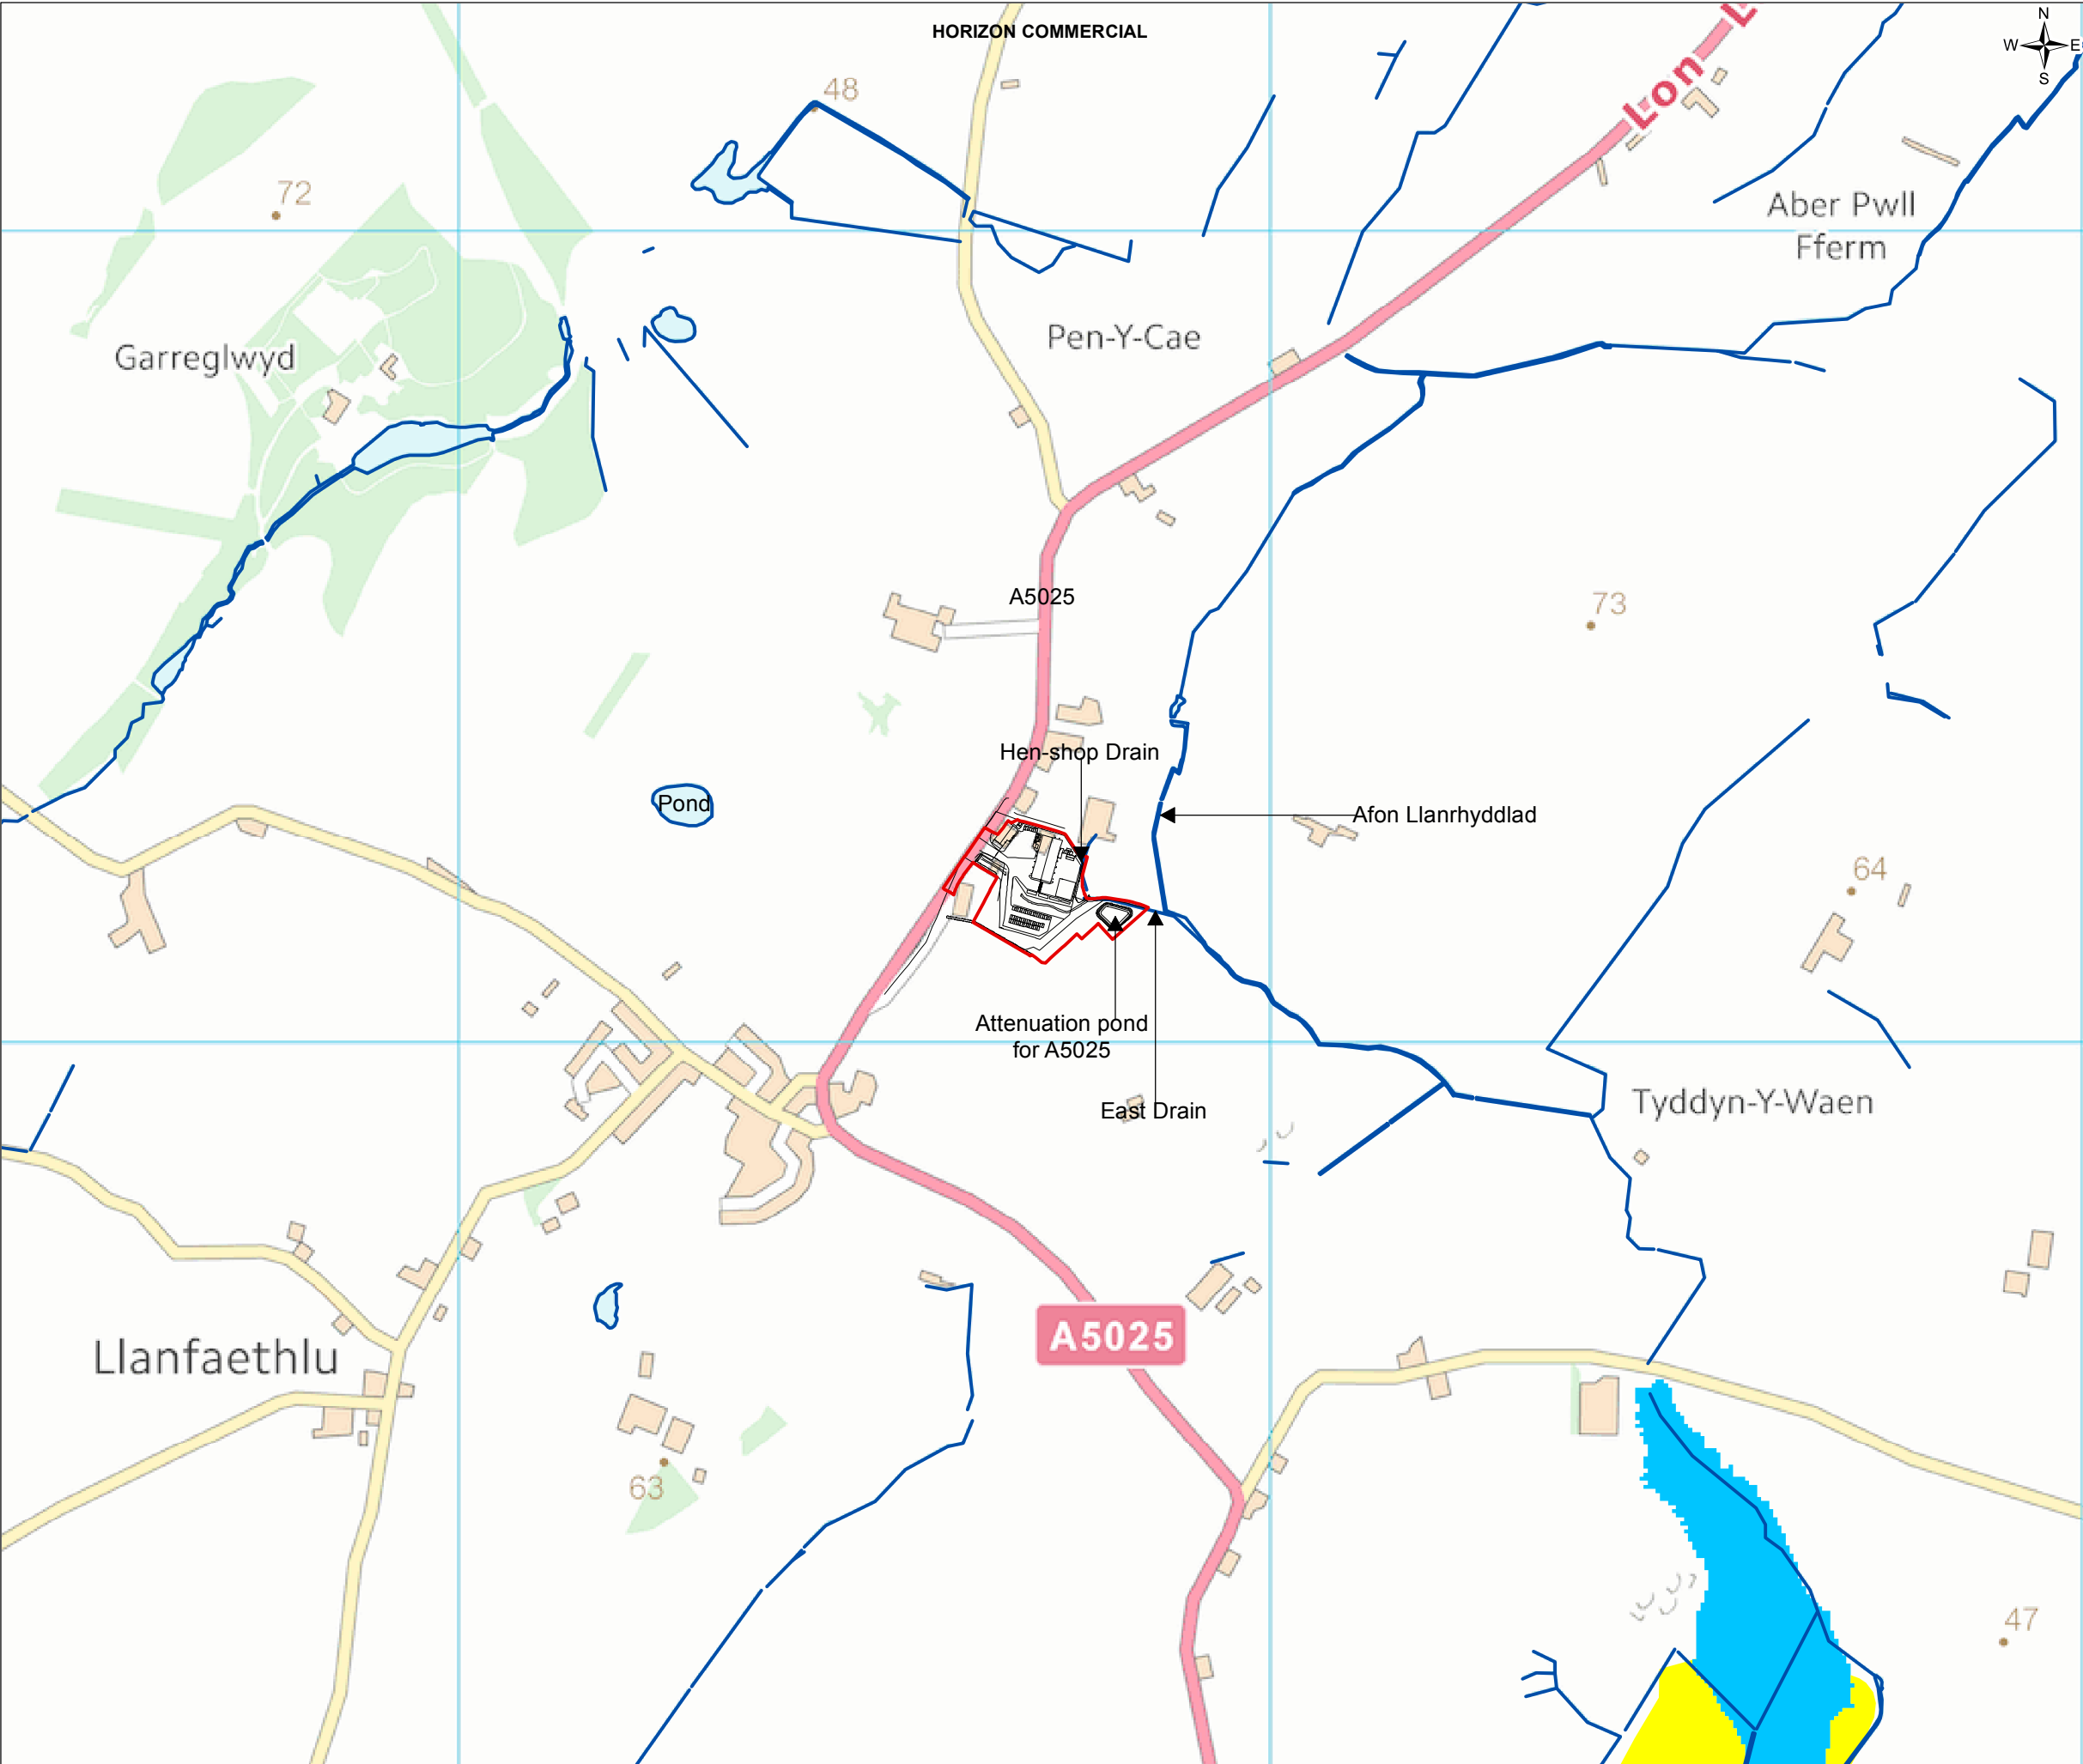 HORIZON COMMERCIAL
N
W
E
S
48
Lon
72
Aber Pwll
Fferm
Pen-Y-Cae
Garreglwyd
A5025
73
Hen-shop Drain
Pond
Afon Llanrhyddlad
64
Attenuation pond
for A5025
East Drain
Tyddyn-Y-Waen
A5025
Llanfaethlu
63
47